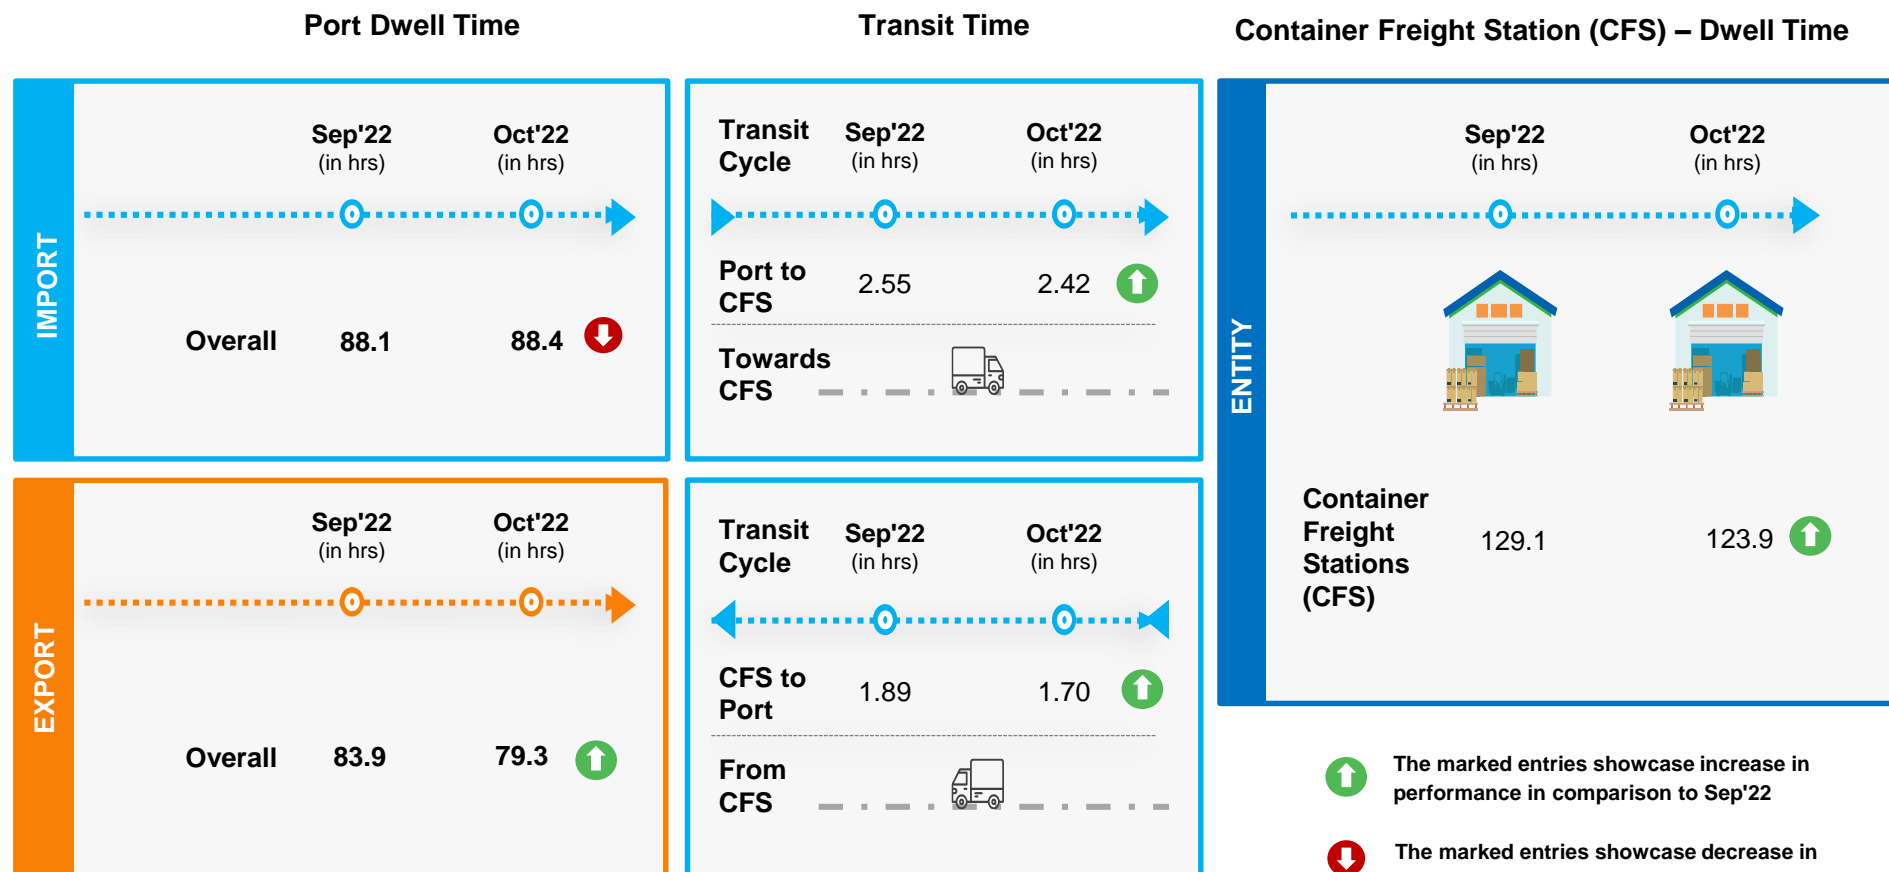 Port Dwell Time
Transit Time
Container Freight Station (CFS) – Dwell Time
IMPORT
Sep'22
(in hrs)
Oct'22
(in hrs)
Overall
88.1
88.4
Transit
Cycle
Sep'22
(in hrs)
Oct'22
(in hrs)
Port to
CFS
2.55
2.42
Towards
CFS
ENTITY
Sep'22
(in hrs)
Oct'22
(in hrs)
Container
Freight
Stations
(CFS)
129.1
123.9
EXPORT
Sep'22
(in hrs)
Oct'22
(in hrs)
Overall
83.9
79.3
Transit
Cycle
Sep'22
(in hrs)
Oct'22
(in hrs)
CFS to
Port
1.89
1.70
From
CFS
The marked entries showcase increase in
performance in comparison to Sep'22
The marked entries showcase decrease in